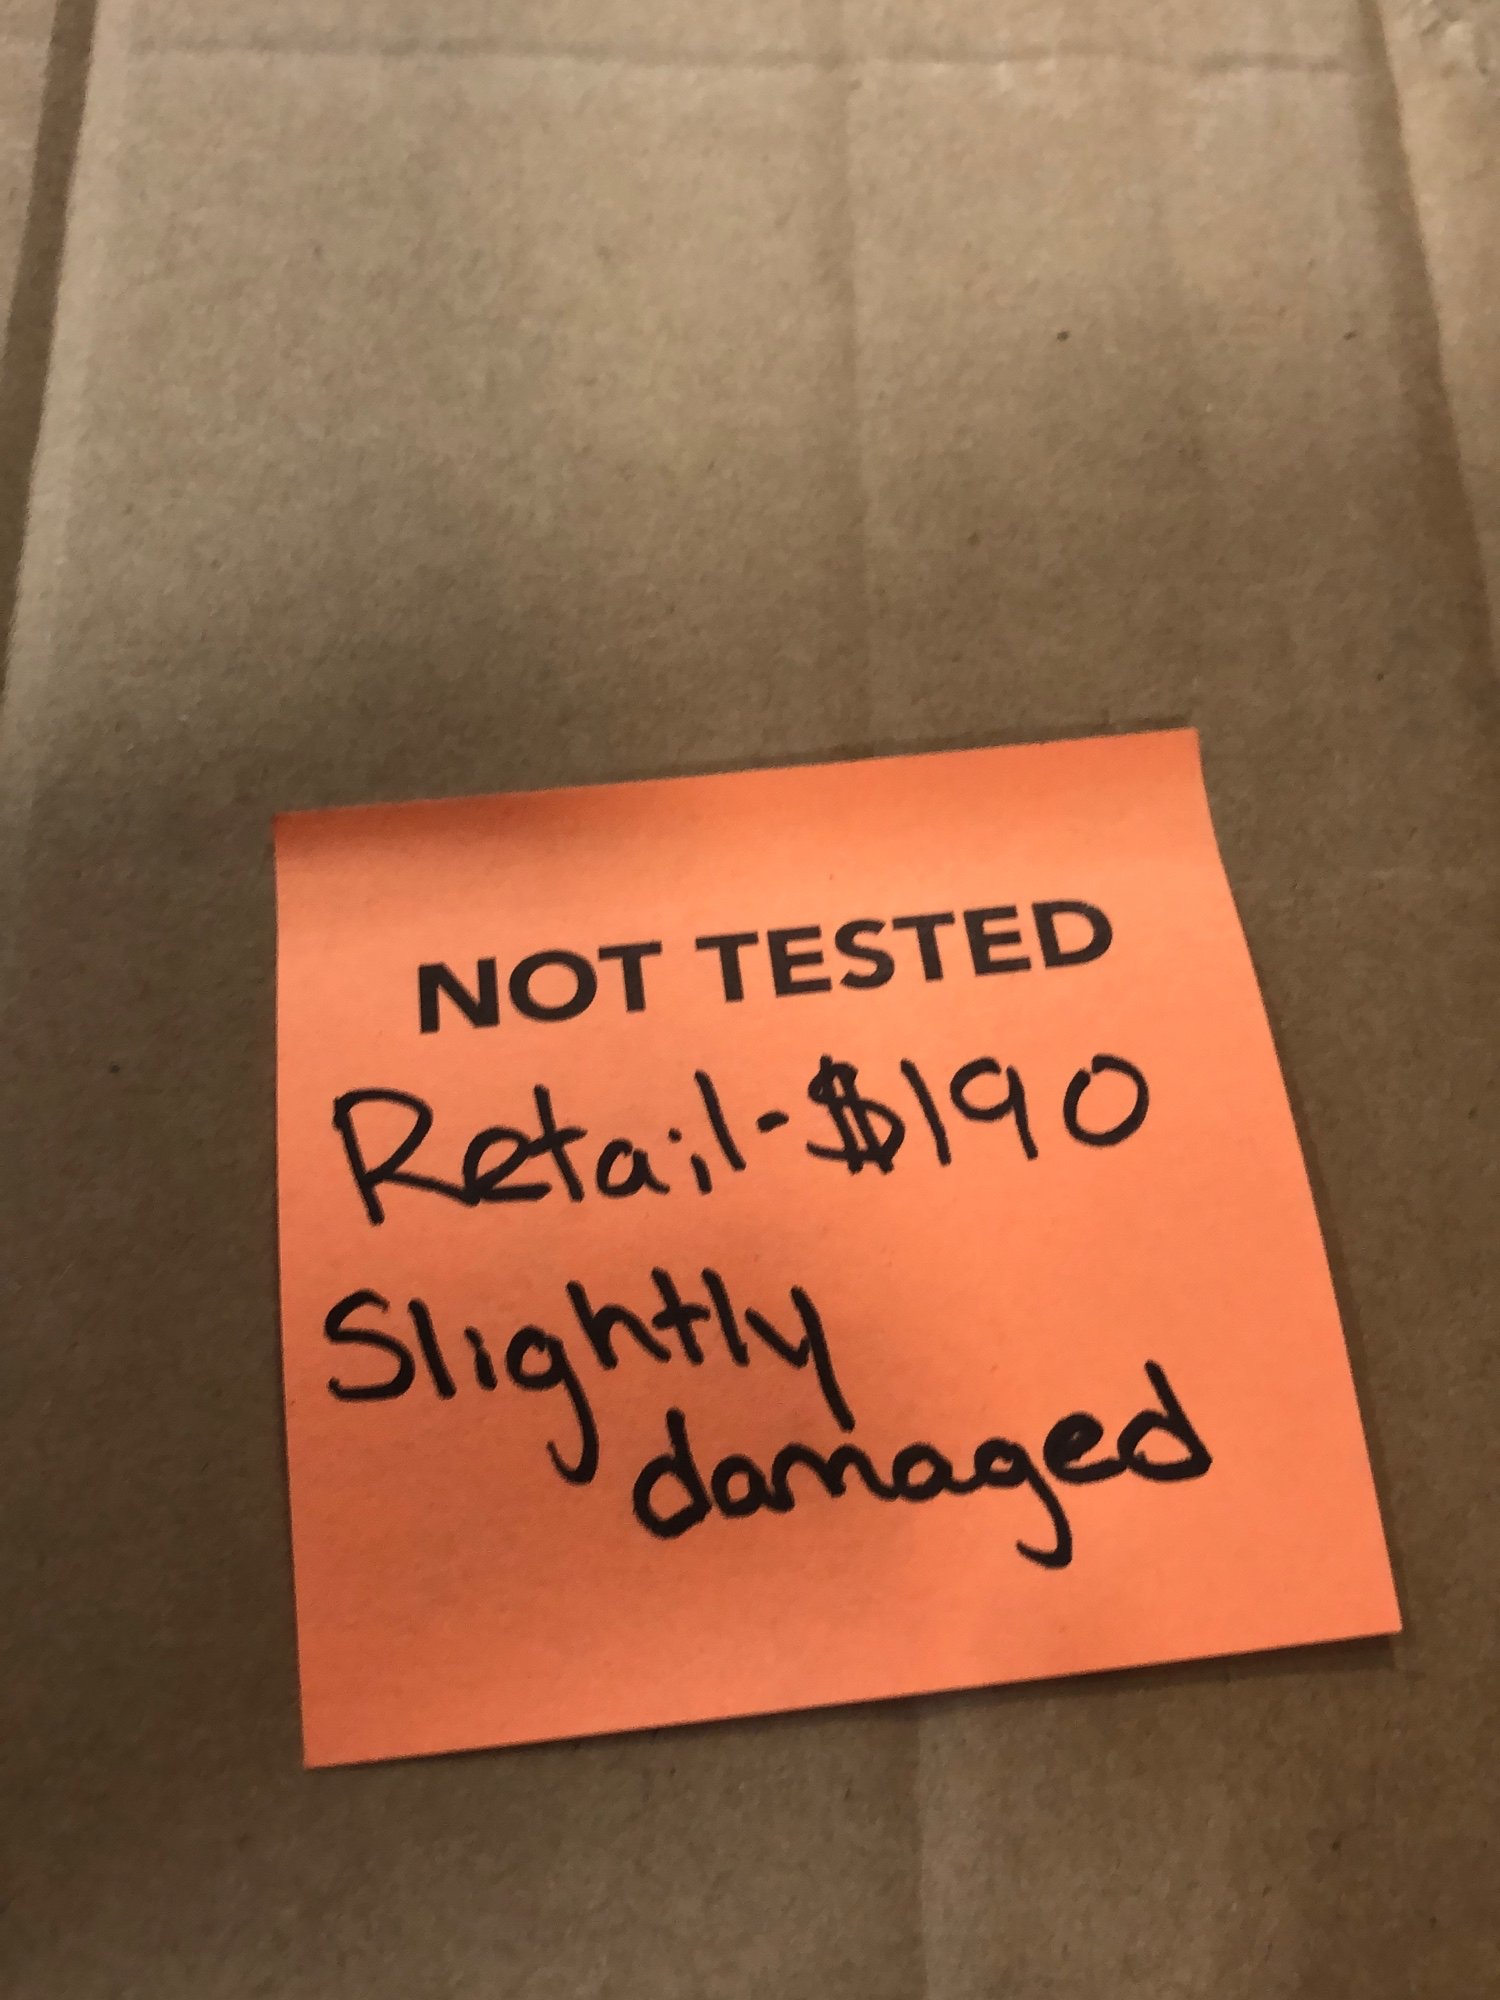 NOT TESTED
Retail-$190
Slightly
damaged